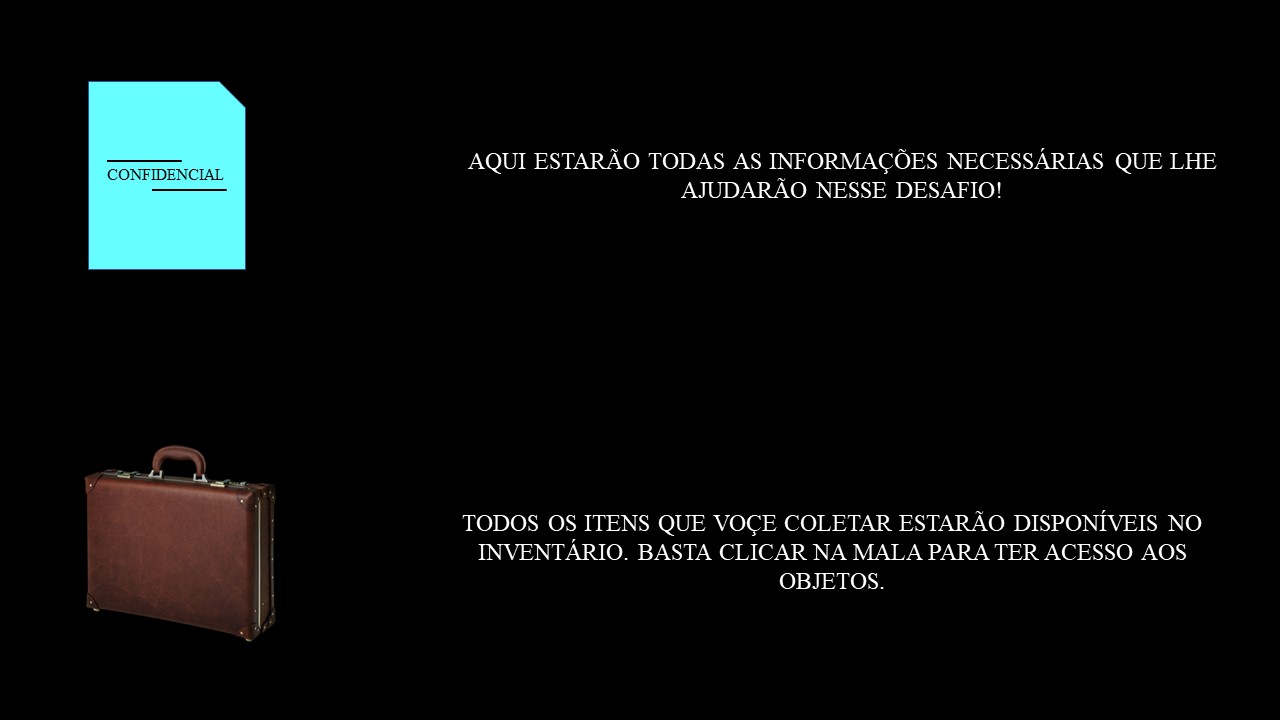 CONFIDENCIAL
AQUI ESTARÃO TODAS AS INFORMAÇÕES NECESSÁRIAS QUE LHE
AJUDARÃO NESSE DESAFIO!
TODOS OS ITENS QUE VOÇE COLETAR ESTARÃO DISPONÍVEIS NO
INVENTÁRIO. BASTA CLICAR NA MALA PARA TER ACESSO AOS
OBJETOS.